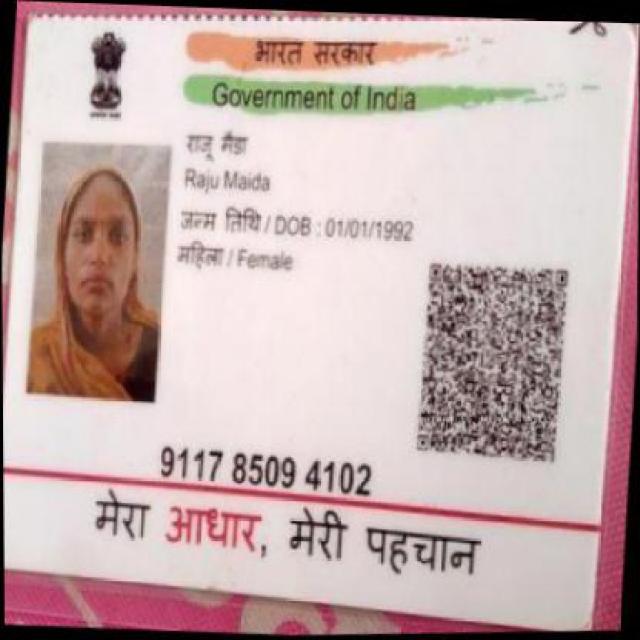 भारत सरकार
Government of India
राजू मैडा
Raju Maida
जन्म तिथि / DOB : 01/01/1992
महिला / Female
9117 8509 4102
मेरा आधार, मेरी पहचान